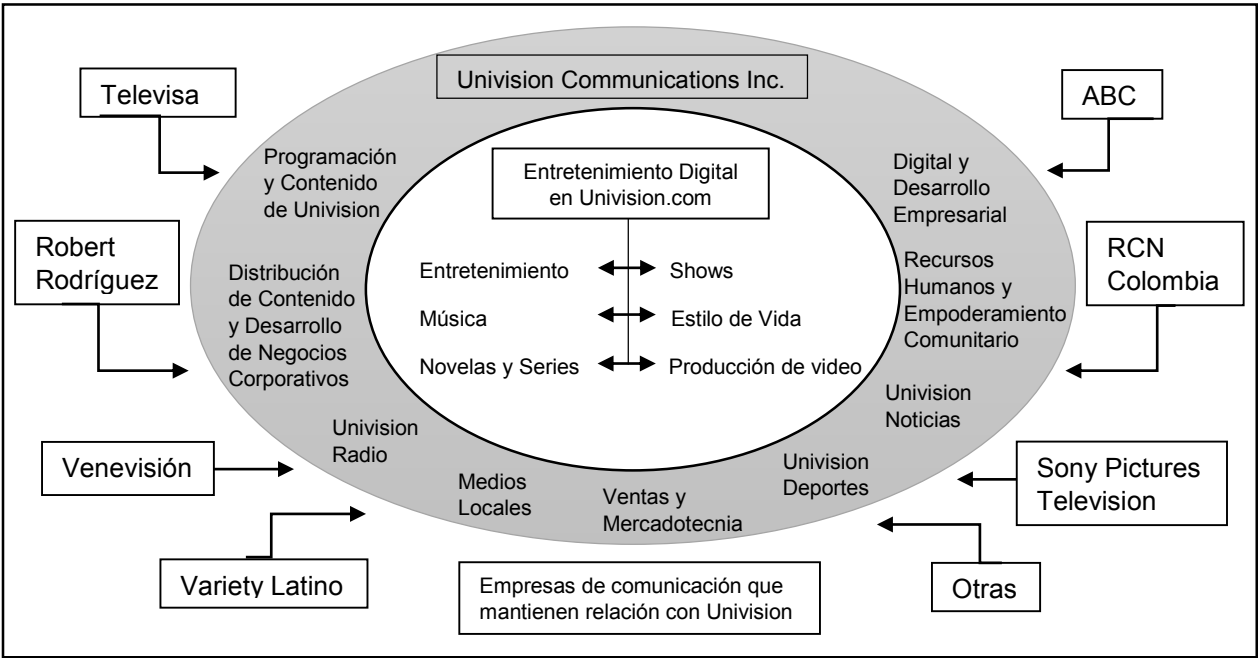 Univision Communications Inc.
Televisa
ABC
Programación
y Contenido
de Univision
Entretenimiento Digital
en Univision.com
Digital y
Desarrollo
Empresarial
Robert
Rodríguez
Distribución
de Contenido
y Desarrollo
de Negocios
Corporativos
Entretenimiento
Shows
Música
Estilo de Vida
Novelas y Series
Producción de video
Recursos
Humanos y
Empoderamiento
Comunitario
RCN
Colombia
Univision
Noticias
Univision
Radio
Venevisión
Medios
Locales
Ventas y
Mercadotecnia
Univision
Deportes
Sony Pictures
Television
Variety Latino
Empresas de comunicación que
mantienen relación con Univision
Otras